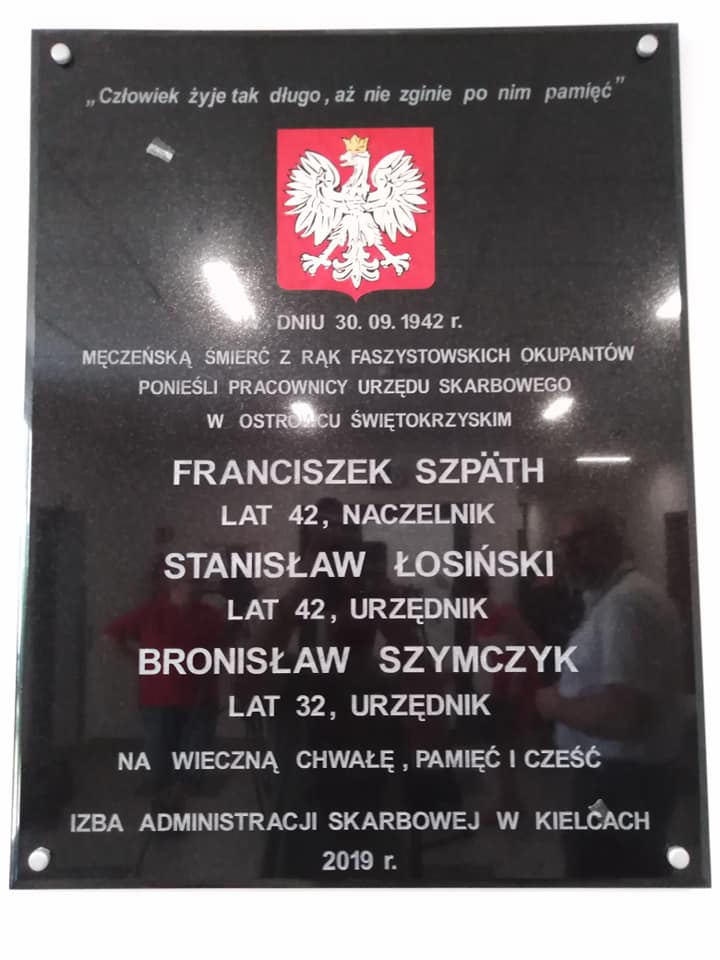 „Człowiek żyje tak długo, aż nie zginie po nim pamięć”
W DNIU 30. 09. 1942 r.
MĘCZEŃSKĄ ŚMIERĆ Z RĄK FASZYSTOWSKICH OKUPANTÓW
PONIEŚLI PRACOWNICY URZĘDU SKARBOWEGO
W OSTROWCU ŚWIĘTOKRZYSKIM
FRANCISZEK SZPÄTH
LAT 42, NACZELNIK
STANISŁAW ŁOSIŃSKI
LAT 42, URZĘDNIK
BRONISŁAW SZYMCZYK
LAT 32, URZĘDNIK
NA WIECZNĄ CHWAŁĘ, PAMIĘĆ I CZEŚĆ
IZBA ADMINISTRACJI SKARBOWEJ W KIELCACH
2019 r.